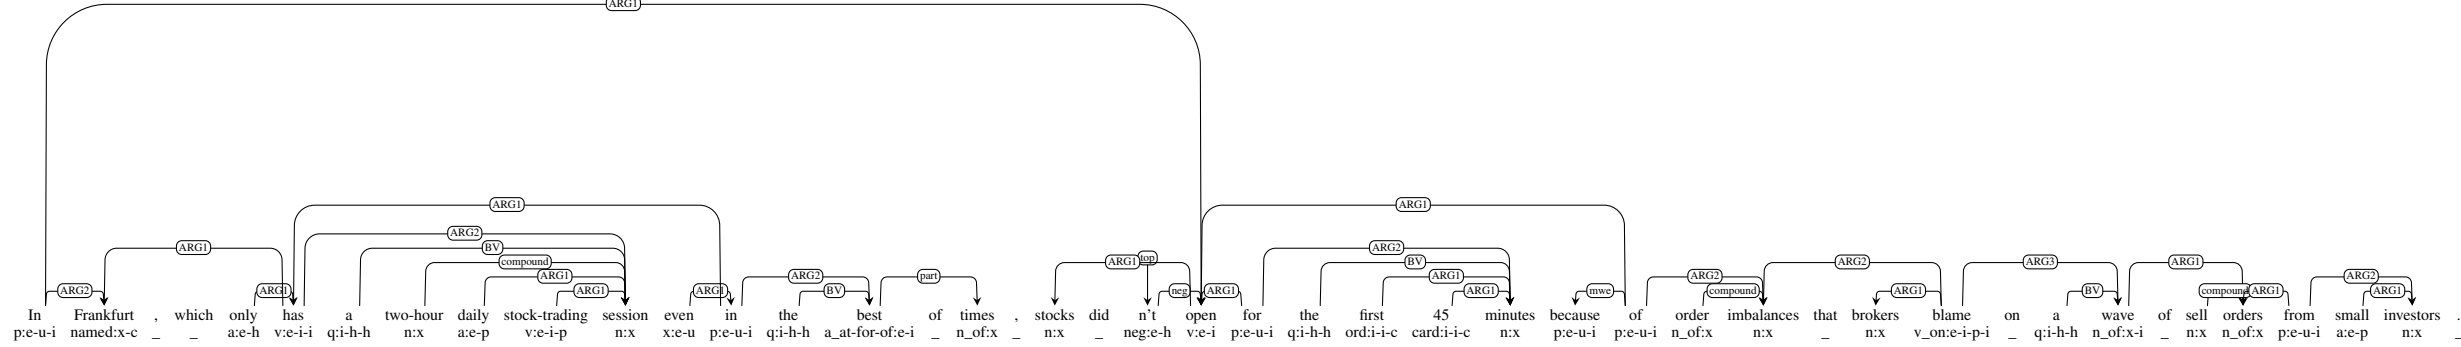 ARG1
ARG1 ARG1
ARG2
ARG1 BV ARG2 BV
compound ARG1 top ARG2 ARG3 ARG1
ARG1 ARG2 part ARG1 ARG2 ARG2
ARG2 ARG1 ARG1 ARG1 BV neg ARG1 ARG1 mwe compound ARG1 BV compound ARG1 ARG1
In Frankfurt , which only has a two-hour daily stock-trading session even in the best of times , stocks did n't open for the first 45 minutes because of order imbalances that brokers blame on a wave of sell orders from small investors .
p:e-u-i named:x-c _ _ a:e-h v:e-i-i q:i-h-h n:x a:e-p v:e-i-p n:x x:e-u p:e-u-i q:i-h-h a_at-for-of:e-i _ n_of:x _ n:x _ neg:e-h v:e-i p:e-u-i q:i-h-h ord:i-i-c card:i-i-c n:x p:e-u-i p:e-u-i n_of:x n:x _ n:x v_on:e-i-p-i _ q:i-h-h n_of:x-i _ n:x n_of:x p:e-u-i a:e-p n:x _